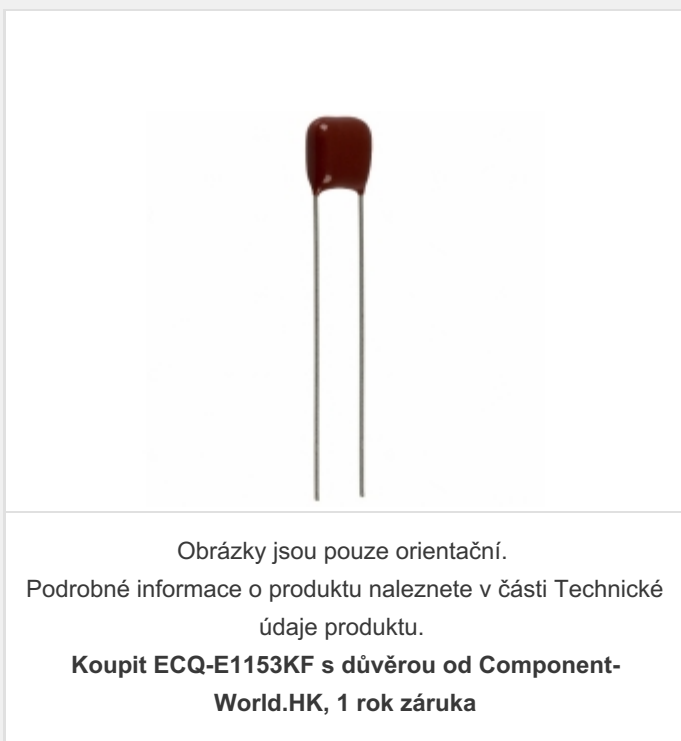 Obrázky jsou pouze orientační.
Podrobné informace o produktu naleznete v části Technické
údaje produktu.
Koupit ECQ-E1153KF s důvěrou od Component-
World.HK, 1 rok záruka